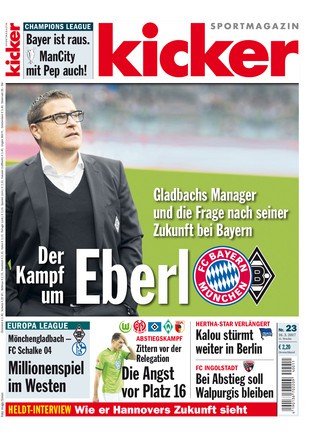 kicker
CHAMPIONS LEAGUE
Bayer ist raus.
ManCity
mit Pep auch!
SPORTMAGAZIN
kicker
Gladbachs Manager
und die Frage nach seiner
Zukunft bei Bayern
Der
Kampf
um
Eberl
FC BAYERN
MÜNCHEN
EUROPA LEAGUE
Mönchengladbach –
FC Schalke 04
Millionenspiel
im Westen
ABSTIEGSKAMPF
Zittern vor der
Relegation
Die Angst
vor Platz 16
HERTHA-STAR VERLÄNGERT
Kalou stürmt
weiter in Berlin
FC INGOLSTADT
Bei Abstieg soll
Walpurgis bleiben
Nr. 23
€ 2,20
HELDT-INTERVIEW Wie er Hannovers Zukunft sieht